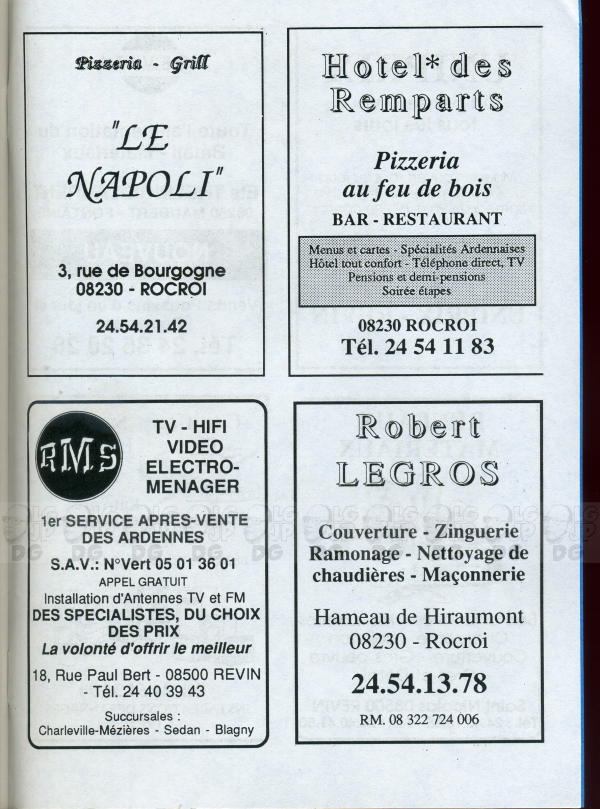 Pizzeria - Grill
"LE
NAPOLI"
3, rue de Bourgogne
08230 - ROCROI
24.54.21.42
Hotel* des
Remparts
Pizzeria
au feu de bois
BAR - RESTAURANT
Menus et cartes - Spécialités Ardennaises
Hôtel tout confort - Téléphone direct, TV
Pensions et demi-pensions
Soirée étapes
08230 ROCROI
Tél. 24 54 11 83
RMS
TV - HIFI
VIDEO
ELECTRO-
MENAGER
1er SERVICE APRES-VENTE
DES ARDENNES
S.A.V.: N°Vert 05 01 36 01
APPEL GRATUIT
Installation d'Antennes TV et FM
DES SPECIALISTES, DU CHOIX
DES PRIX
La volonté d'offrir le meilleur
18, Rue Paul Bert - 08500 REVIN
- Tél. 24 40 39 43
Succursales :
Charleville-Mézières - Sedan - Blagny
Robert
LEGROS
Couverture - Zinguerie
Ramonage - Nettoyage de
chaudières - Maçonnerie
Hameau de Hiraumont
08230 - Rocroi
24.54.13.78
RM. 08 322 724 006